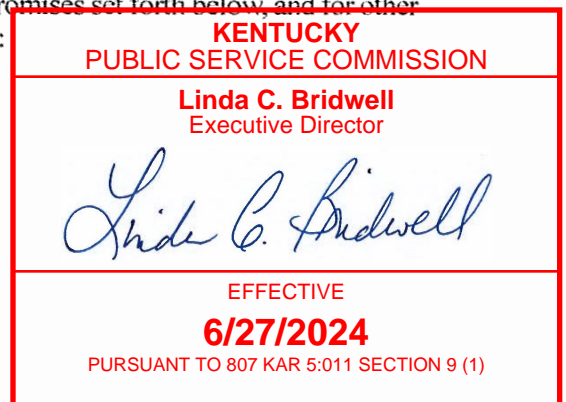 omises set forth below, and for other
:
KENTUCKY
PUBLIC SERVICE COMMISSION
Linda C. Bridwell
Executive Director
Linda C. Bridwell
EFFECTIVE
6/27/2024
PURSUANT TO 807 KAR 5:011 SECTION 9 (1)